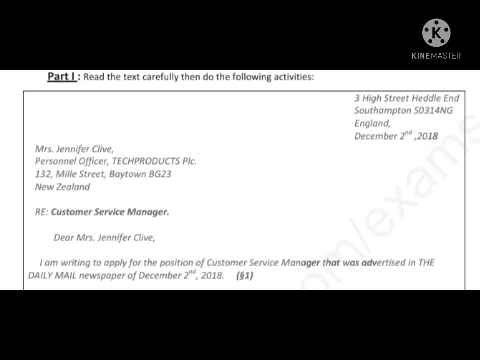 KINEMASTER
Part I : Read the text carefully then do the following activities:
3 High Street Heddle End
Southampton S0314NG
England,
December 2nd ,2018
Mrs. Jennifer Clive,
Personnel Officer, TECHPRODUCTS Plc.
132, Mille Street, Baytown BG23
New Zealand
RE: Customer Service Manager.
Dear Mrs. Jennifer Clive,
I am writing to apply for the position of Customer Service Manager that was advertised in THE
DAILY MAIL newspaper of December 2nd, 2018. (§1)
om/exams